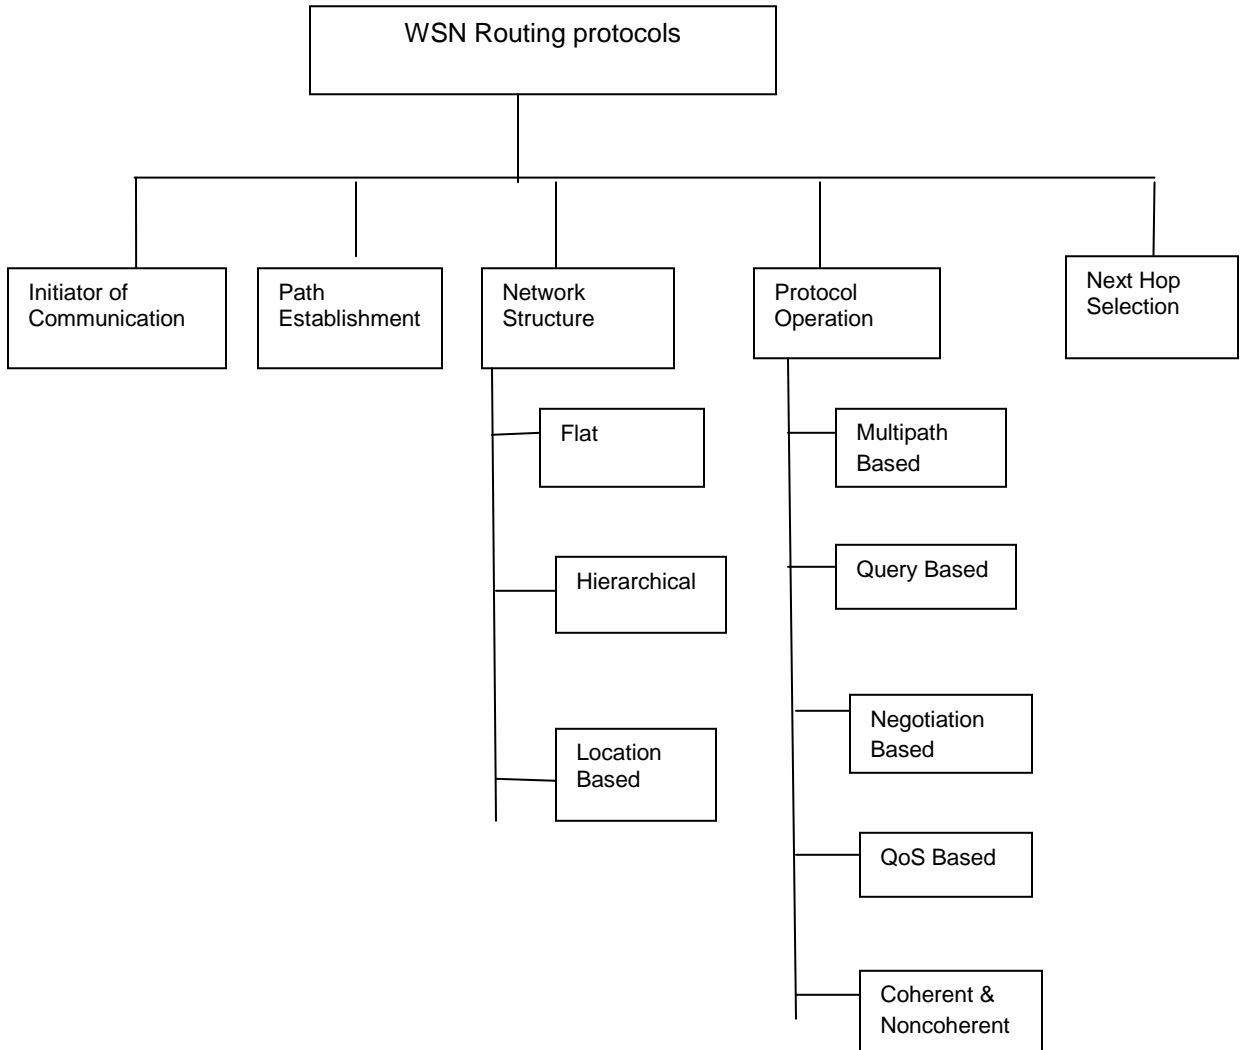 WSN Routing protocols
Initiator of
Communication
Path
Establishment
Network
Structure
Protocol
Operation
Next Hop
Selection
Flat
Hierarchical
Location
Based
Multipath
Based
Query Based
Negotiation
Based
QoS Based
Coherent &
Noncoherent